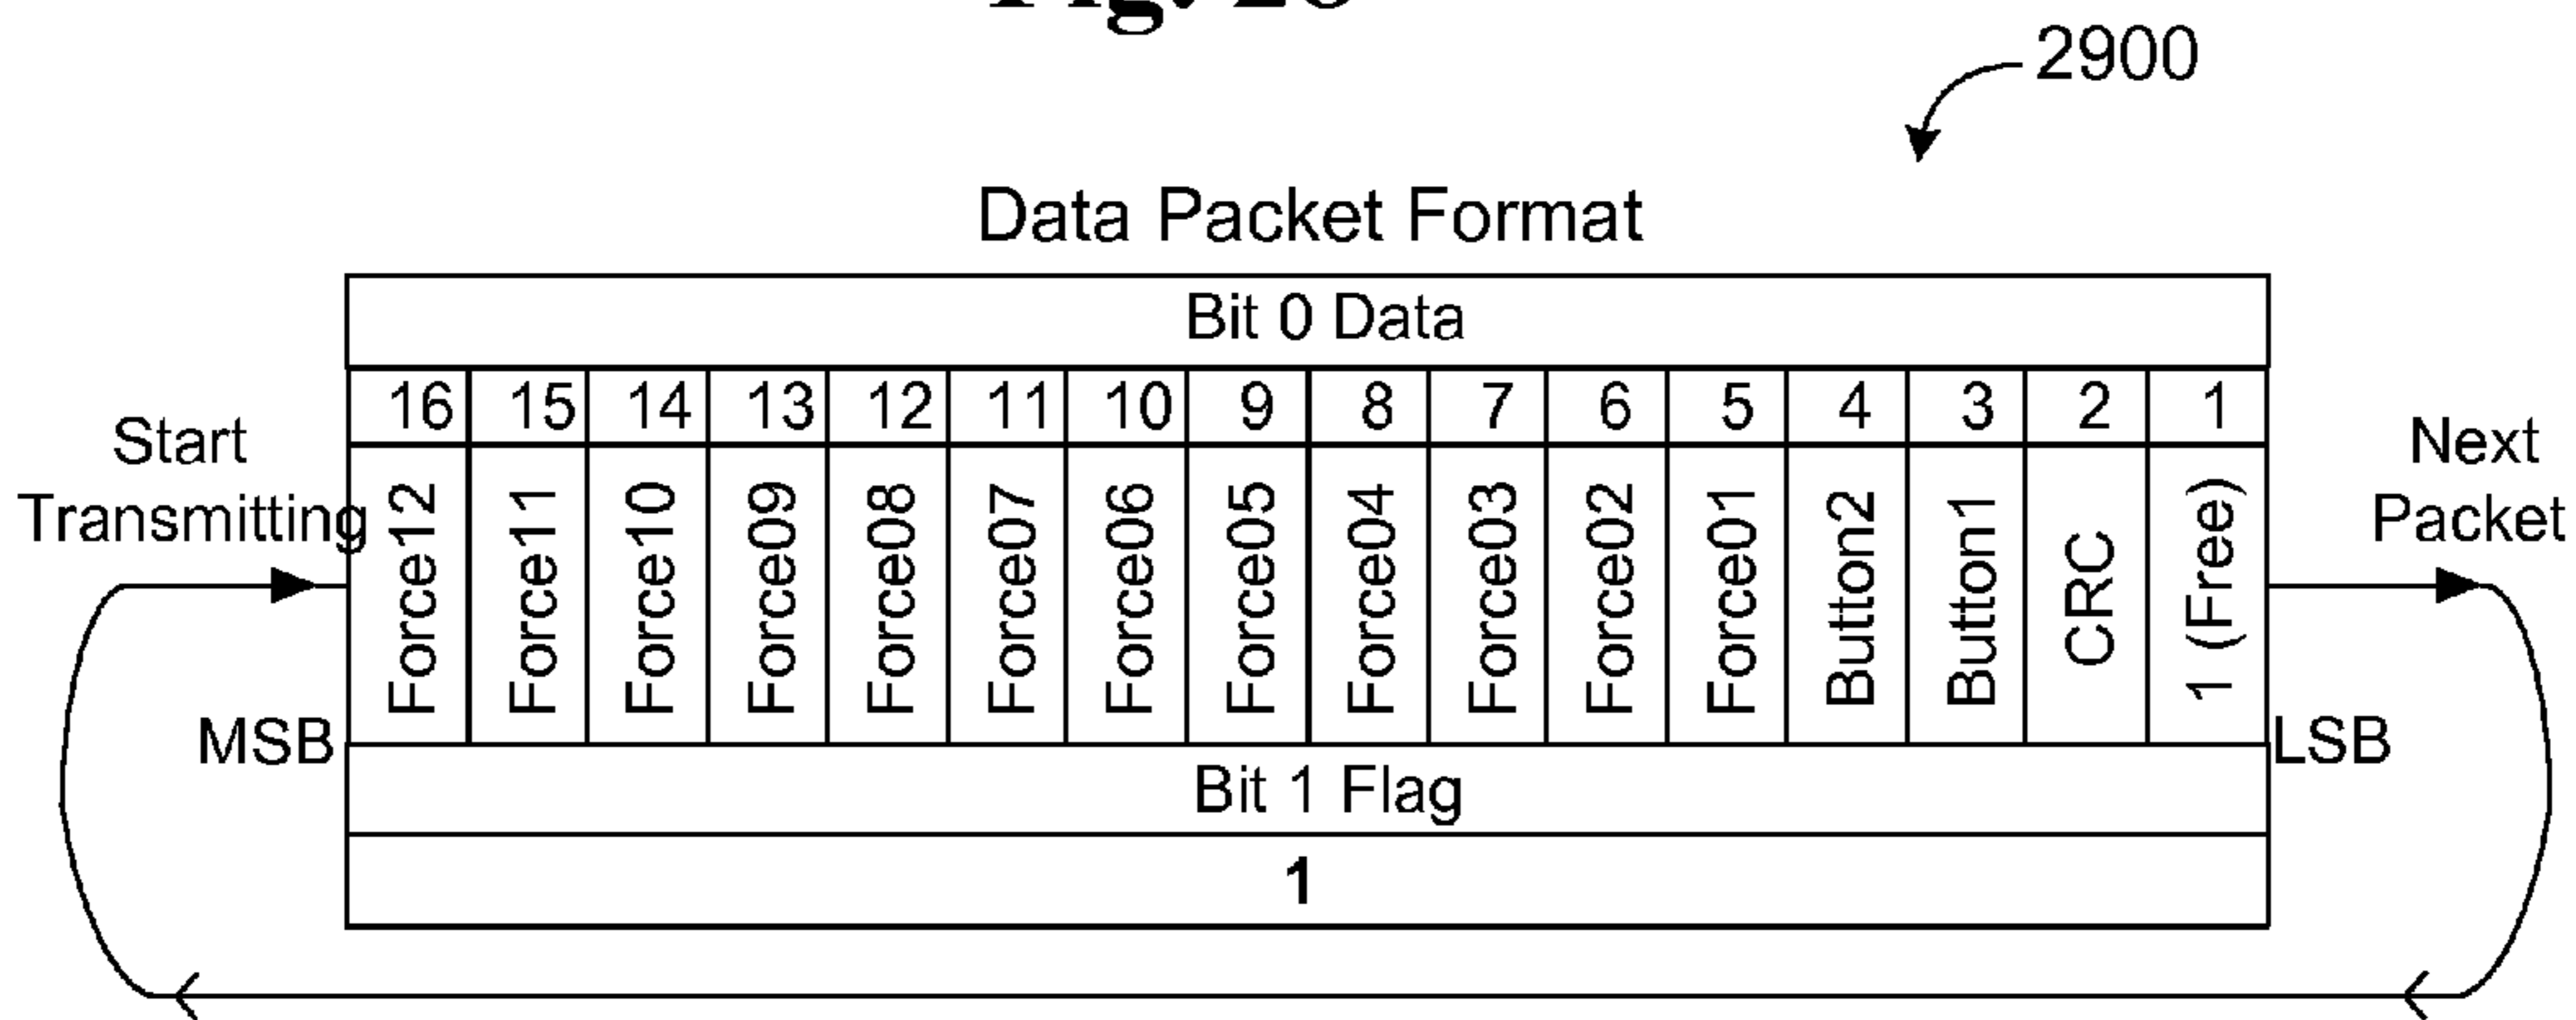 2900
Data Packet Format
Bit 0 Data
16 15 14 13 12 11 10 9 8 7 6 5 4 3 2 1
Start
Transmitting
Force12
Force11
Force10
Force09
Force08
Force07
Force06
Force05
Force04
Force03
Force02
Force01
Button2
Button1
CRC
1 (Free)
Next
Packet
MSB
LSB
Bit 1 Flag
1